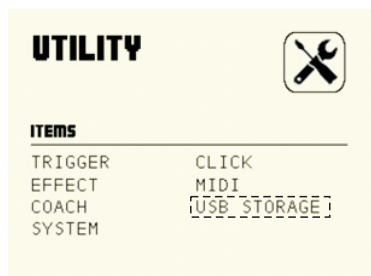 UTILITY
ITEMS
TRIGGER CLICK
EFFECT MIDI
COACH USB STORAGE
SYSTEM